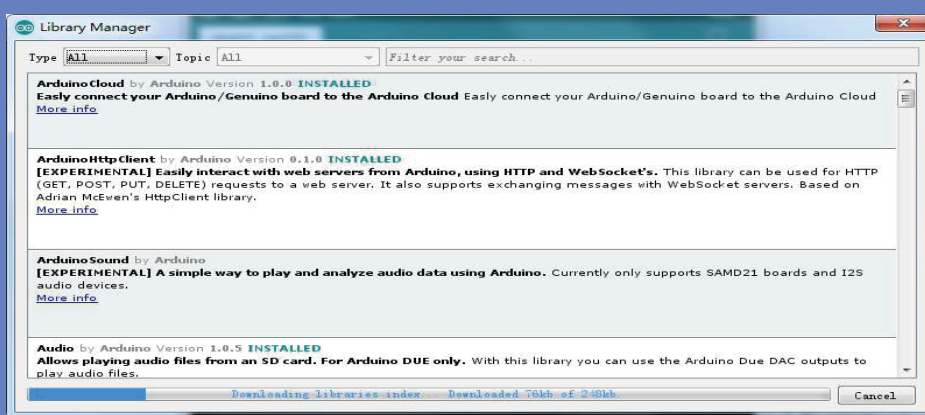 Library Manager
Type All Topic All Filter your search...
ArduinoCloud by Arduino Version 1.0.0 INSTALLED
Easly connect your Arduino/Genuino board to the Arduino Cloud Easly connect your Arduino/Genuino board to the Arduino Cloud
More info
ArduinoHttpClient by Arduino Version 0.1.0 INSTALLED
[EXPERIMENTAL] Easily interact with web servers from Arduino, using HTTP and WebSocket's. This library can be used for HTTP
(GET, POST, PUT, DELETE) requests to a web server. It also supports exchanging messages with WebSocket servers. Based on
Adrian McEwen's HttpClient library.
More info
ArduinoSound by Arduino
[EXPERIMENTAL] A simple way to play and analyze audio data using Arduino. Currently only supports SAMD21 boards and I2S
audio devices.
More info
Audio by Arduino Version 1.0.5 INSTALLED
Allows playing audio files from an SD card. For Arduino DUE only. With this library you can use the Arduino Due DAC outputs to
play audio files.
Downloading libraries index... Downloaded 76kb of 248kb.
Cancel